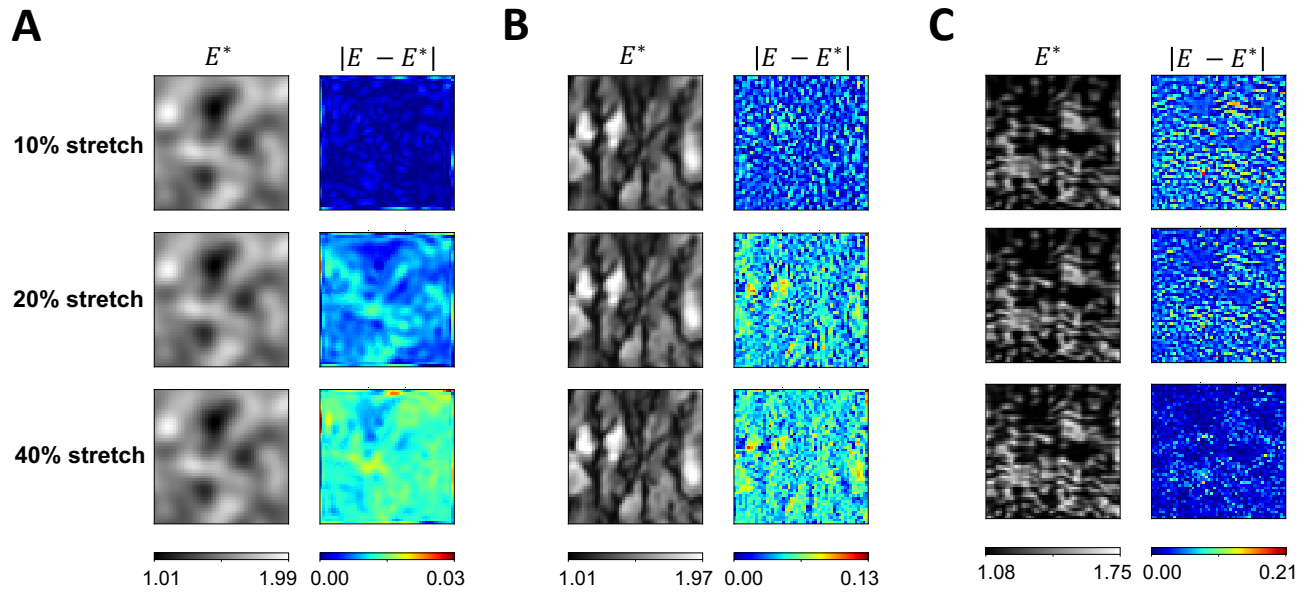 A B C
E* |E − E*| E* |E − E*| E* |E − E*|
10% stretch
20% stretch
40% stretch
1.01 1.99 0.00 0.03 1.01 1.97 0.00 0.13 1.08 1.75 0.00 0.21